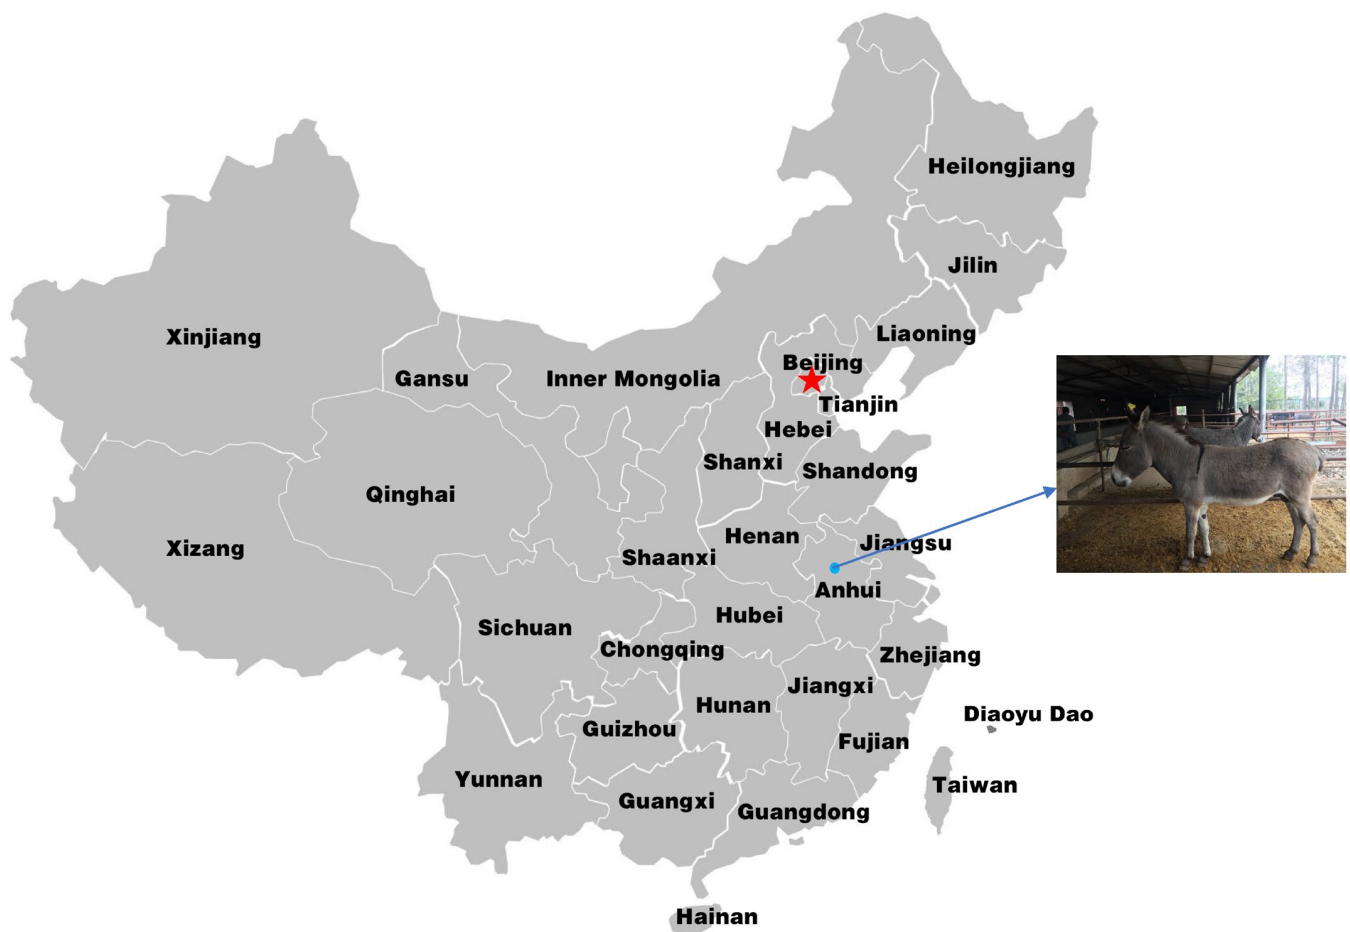 Heilongjiang
Jilin
Liaoning
Xinjiang
Beijing
Gansu
Inner Mongolia
Tianjin
Hebei
Shanxi
Shandong
Qinghai
Henan
Jiangsu
Xizang
Shaanxi
Anhui
Hubei
Sichuan
Chongqing
Zhejiang
Jiangxi
Hunan
Diaoyu Dao
Guizhou
Fujian
Yunnan
Taiwan
Guangxi
Guangdong
Hainan